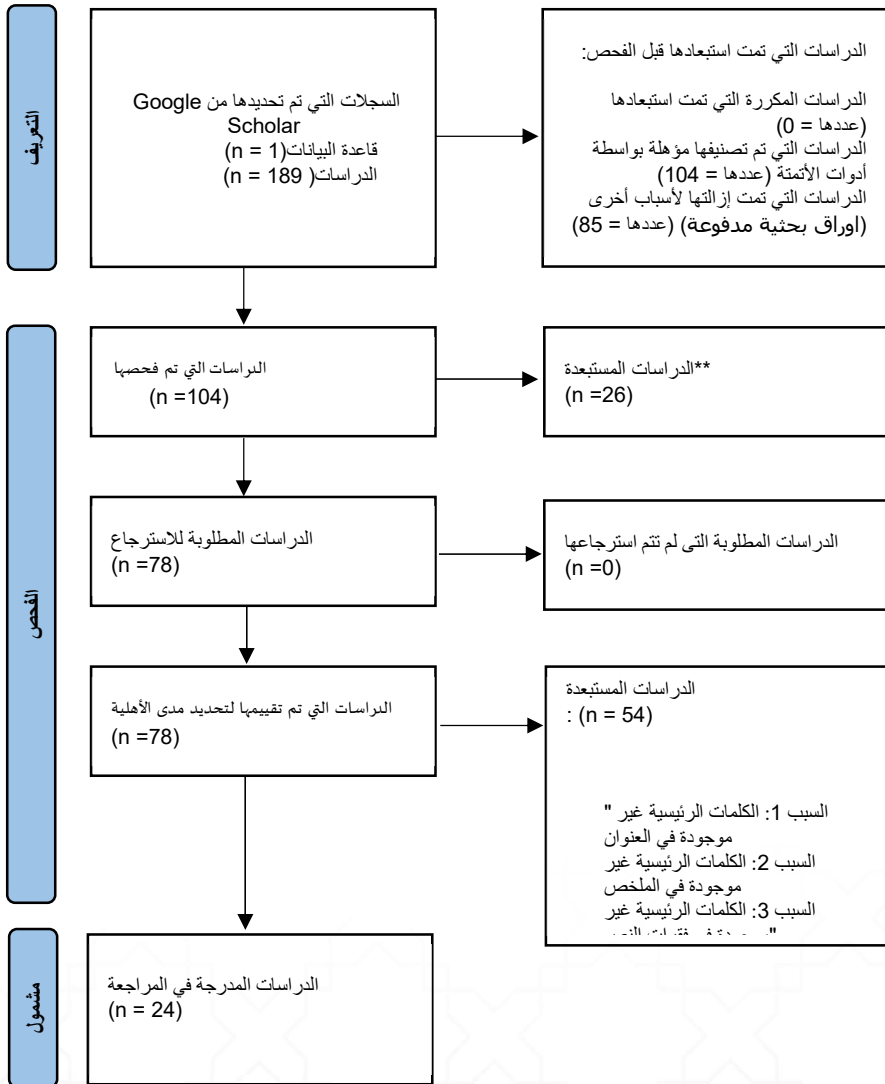 التعريف
السجلات التي تم تحديدها من Google
Scholar
قاعدة البيانات(n = 1)
الدراسات( n = 189)
الدراسات التي تمت استبعادها قبل الفحص:
الدراسات المكررة التي تمت استبعادها
(عددها = 0)
الدراسات التي تم تصنيفها مؤهلة بواسطة
أدوات الأتمتة (عددها = 104)
الدراسات التي تمت إزالتها لأسباب أخرى
(اوراق بحثية مدفوعة) (عددها = 85)
الفحص
الدراسات التي تم فحصها
(n =104)
**الدراسات المستبعدة
(n =26)
الدراسات المطلوبة للاسترجاع
(n =78)
الدراسات المطلوبة التى لم تتم استرجاعها
(n =0)
الدراسات التي تم تقييمها لتحديد مدى الأهلية
(n =78)
الدراسات المستبعدة
: (n = 54)
السبب 1: الكلمات الرئيسية غير "
موجودة في العنوان
السبب 2: الكلمات الرئيسية غير
موجودة في الملخص
السبب 3: الكلمات الرئيسية غير
مشمول
الدراسات المدرجة في المراجعة
(n = 24)